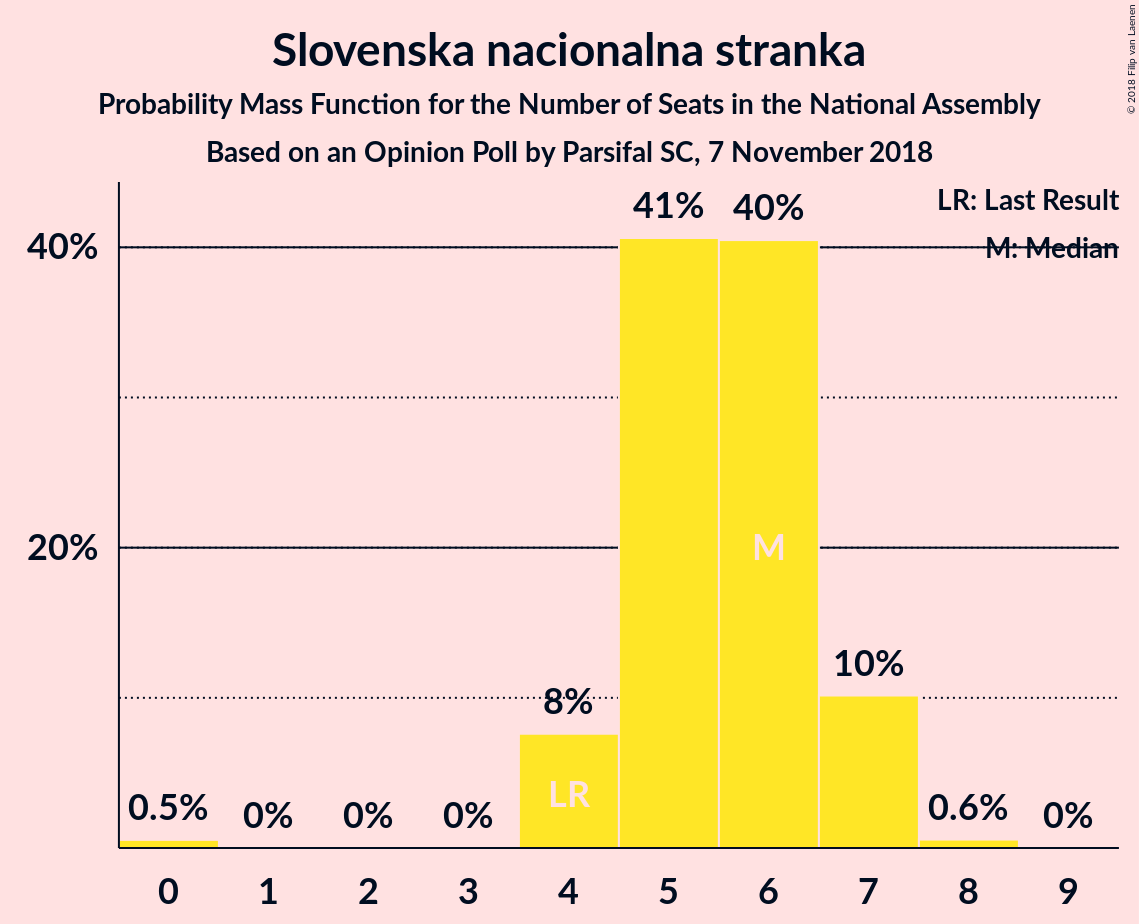 Slovenska nacionalna stranka
Probability Mass Function for the Number of Seats in the National Assembly
Based on an Opinion Poll by Parsifal SC, 7 November 2018
© 2018 Filip van Laenen
LR: Last Result
M: Median
40%
20%
0.5%
0%
0%
0%
8%
41%
40%
10%
0.6%
0%
LR
M
0 1 2 3 4 5 6 7 8 9